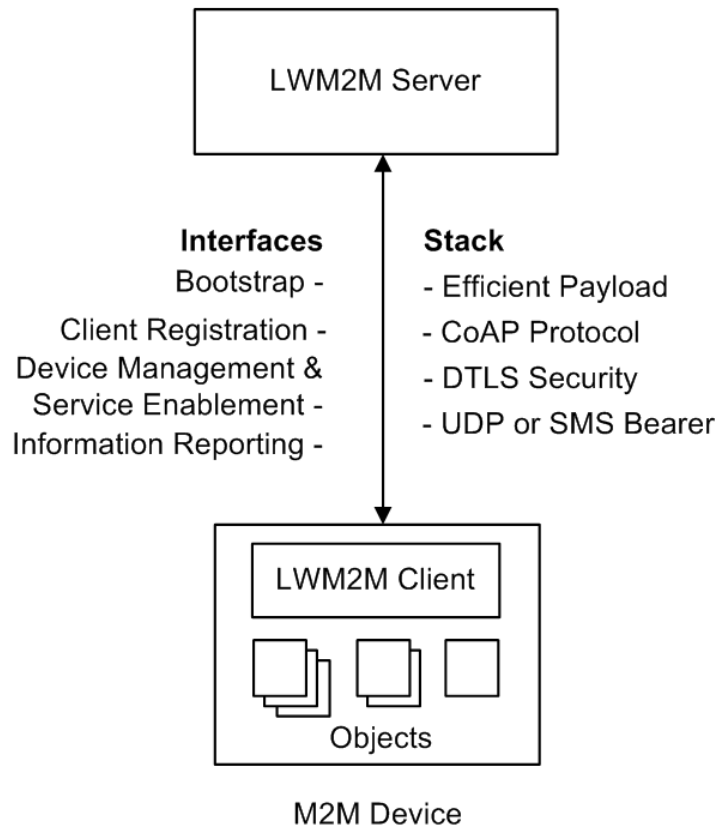 LWM2M Server
Interfaces
Bootstrap -
Client Registration -
Device Management &
Service Enablement -
Information Reporting -
Stack
- Efficient Payload
- CoAP Protocol
- DTLS Security
- UDP or SMS Bearer
LWM2M Client
Objects
M2M Device